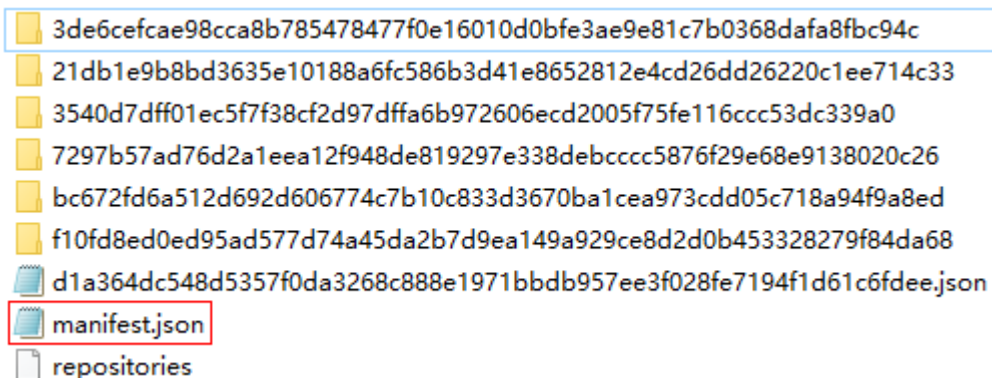 3de6cefcae98cca8b785478477f0e16010d0bfe3ae9e81c7b0368dafa8fbc94c
21db1e9b8bd3635e10188a6fc586b3d41e8652812e4cd26dd26220c1ee714c33
3540d7dff01ec5f7f38cf2d97dffa6b972606ecd2005f75fe116ccc53dc339a0
7297b57ad76d2a1eea12f948de819297e338debcccc5876f29e68e9138020c26
bc672fd6a512d692d606774c7b10c833d3670ba1cea973cdd05c718a94f9a8ed
f10fd8ed0ed95ad577d74a45da2b7d9ea149a929ce8d2d0b453328279f84da68
d1a364dc548d5357f0da3268c888e1971bbdb957ee3f028fe7194f1d61c6fdee.json
manifest.json
repositories